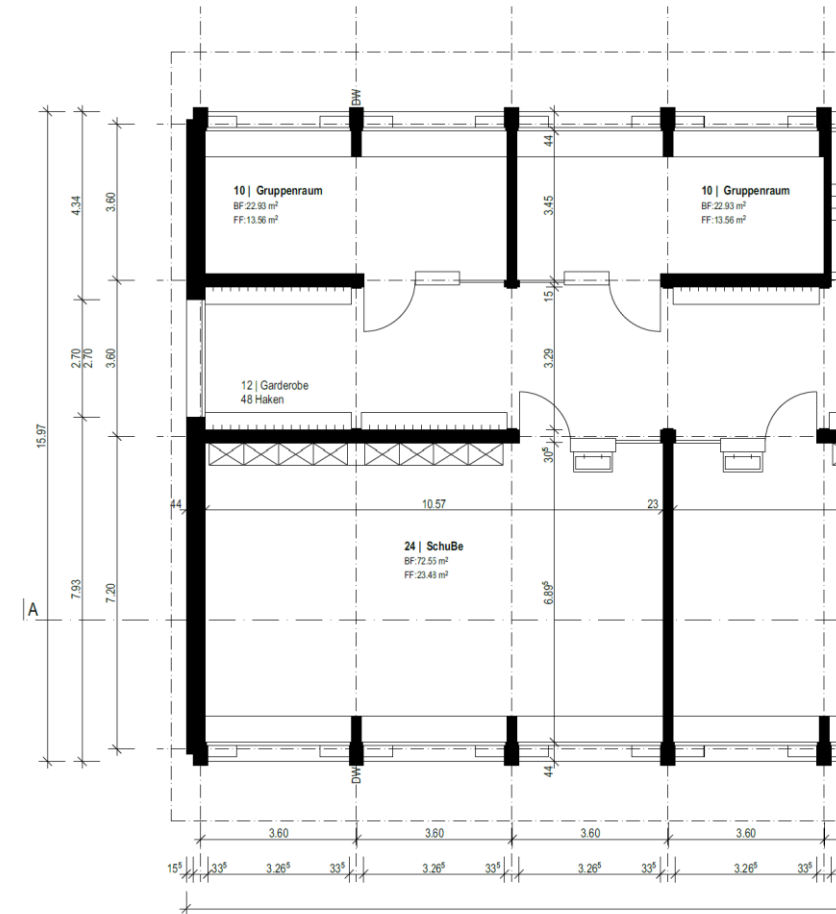 DW
44
10 | Gruppenraum
BF:22.93 m²
FF:13.56 m²
10 | Gruppenraum
BF:22.93 m²
FF:13.56 m²
4.34
3.60
3.45
15
2.70
2.70
3.60
3.29
12 | Garderobe
48 Haken
15.97
30⁵
44
10.57
23
24 | SchuBe
BF:72.55 m²
FF:23.48 m²
7.93
7.20
6.89⁵
A
DW
44
3.60
3.60
3.60
3.60
15⁵
33⁵
3.26⁵
33⁵
3.26⁵
33⁵
3.26⁵
33⁵
3.26⁵
33⁵